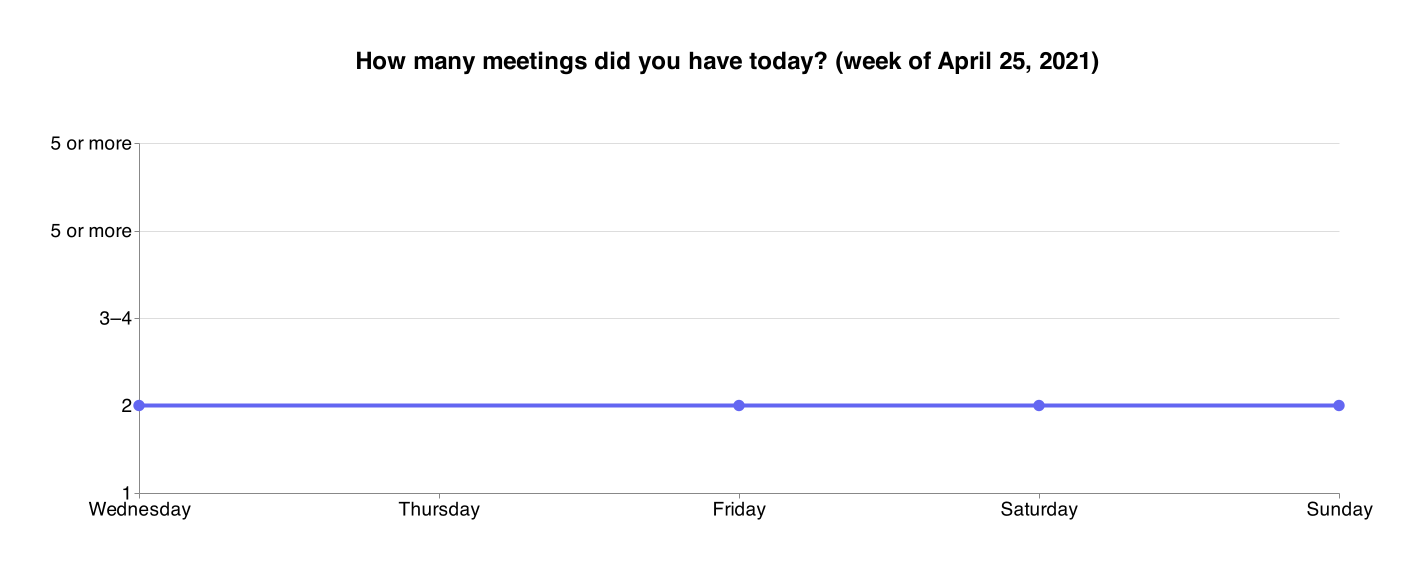 How many meetings did you have today? (week of April 25, 2021)
5 or more
5 or more
3–4
2
1
Wednesday Thursday Friday Saturday Sunday